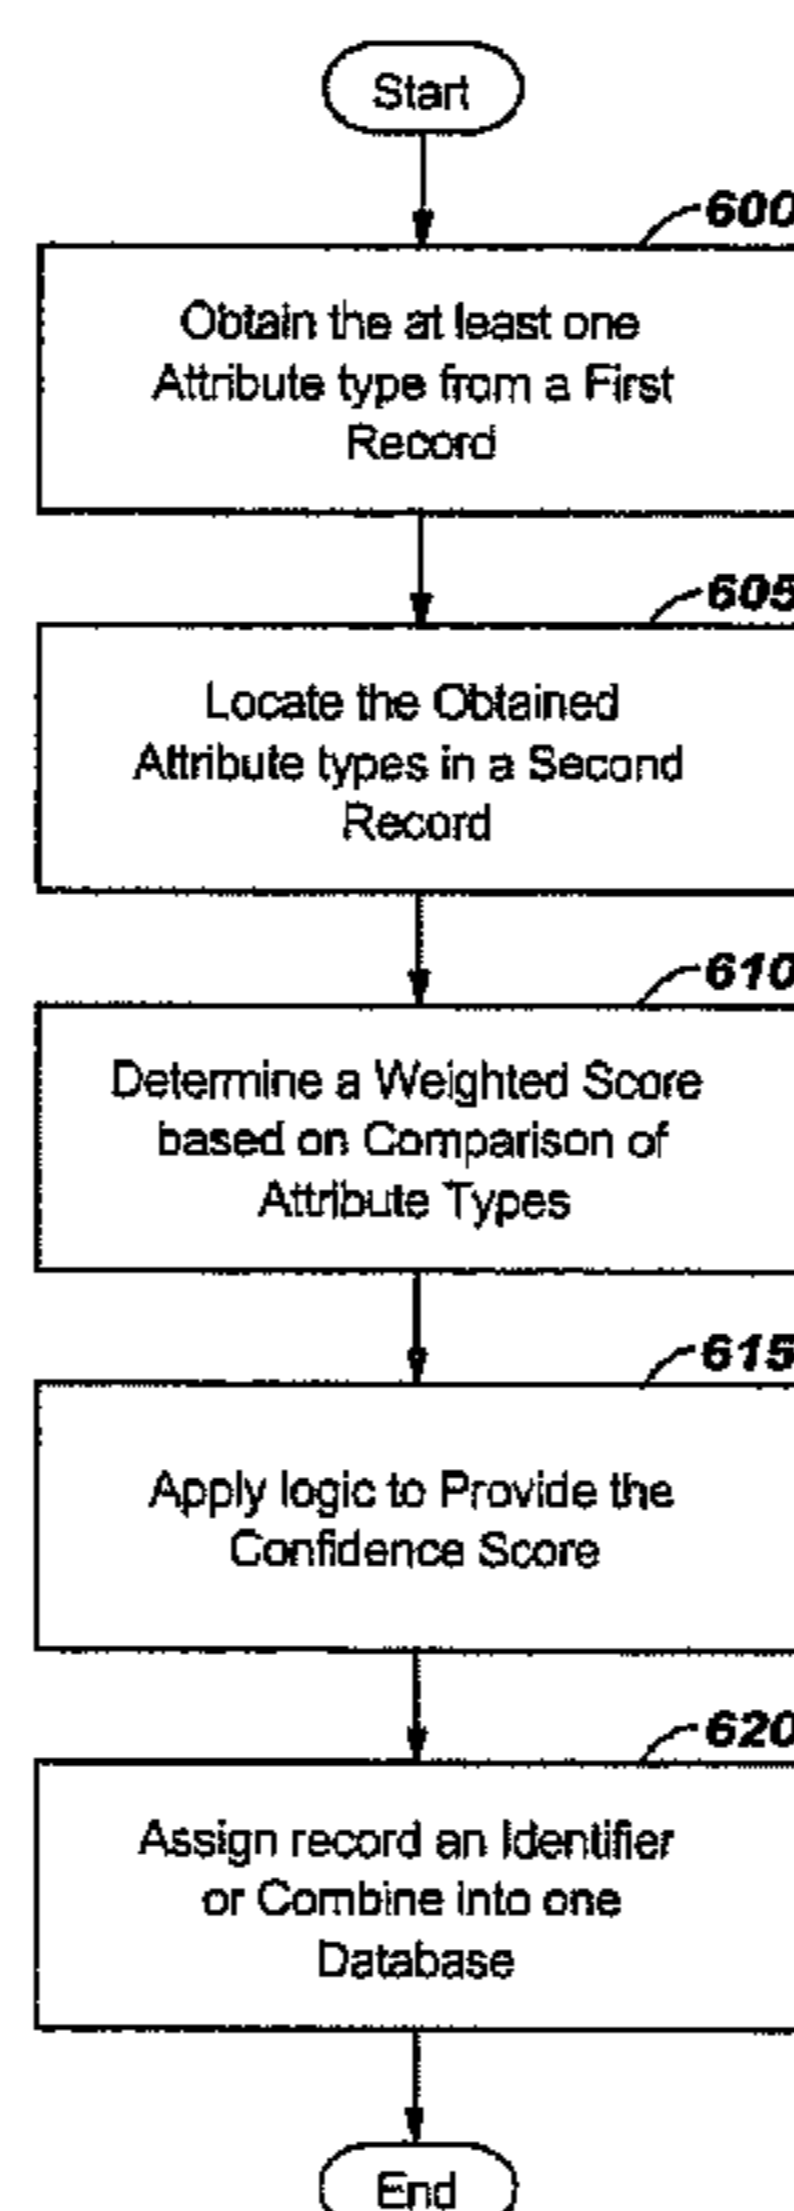 Start
600
Obtain the at least one
Attribute type from a First
Record
605
Locate the Obtained
Attribute types in a Second
Record
610
Determine a Weighted Score
based on Comparison of
Attribute Types
615
Apply logic to Provide the
Confidence Score
620
Assign record an Identifier
or Combine into one
Database
End